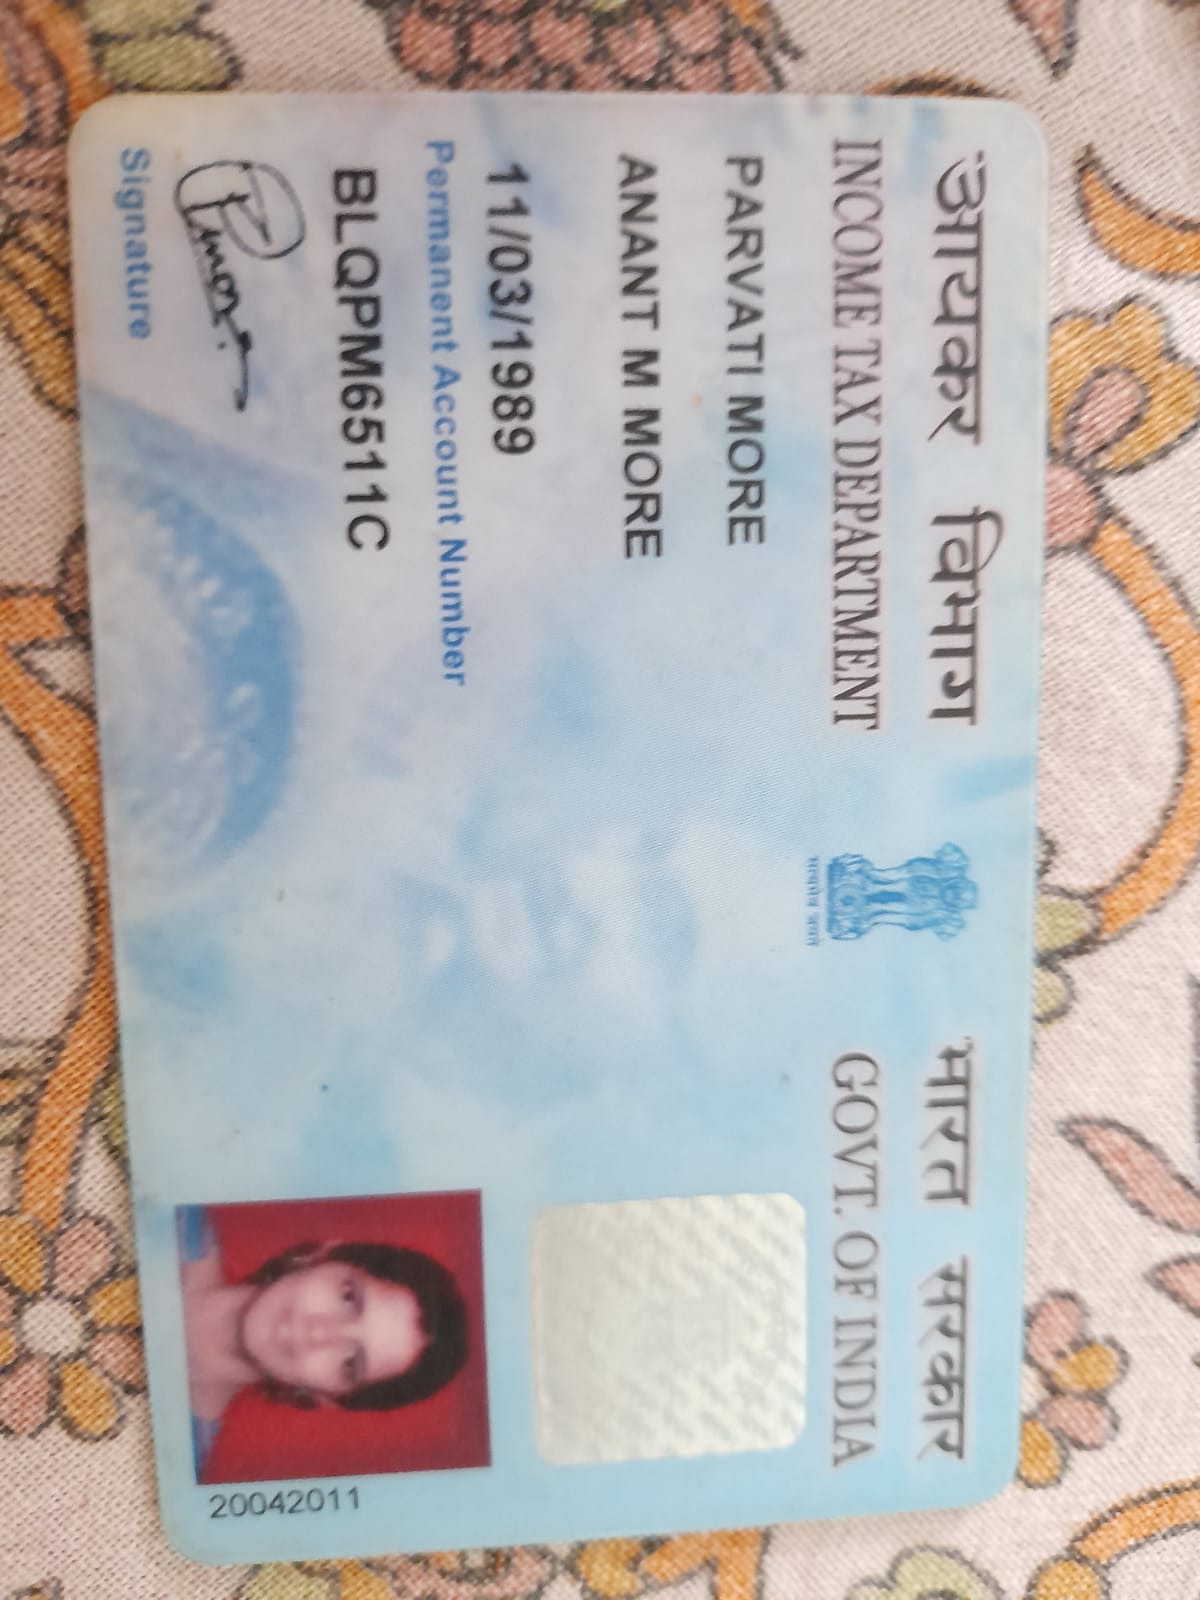 आयकर विभाग
INCOME TAX DEPARTMENT
सत्यमेव जयते
भारत सरकार
GOVT. OF INDIA
PARVATI MORE
ANANT M MORE
11/03/1989
Permanent Account Number
BLQPM6511C
Pmore.
Signature
20042011